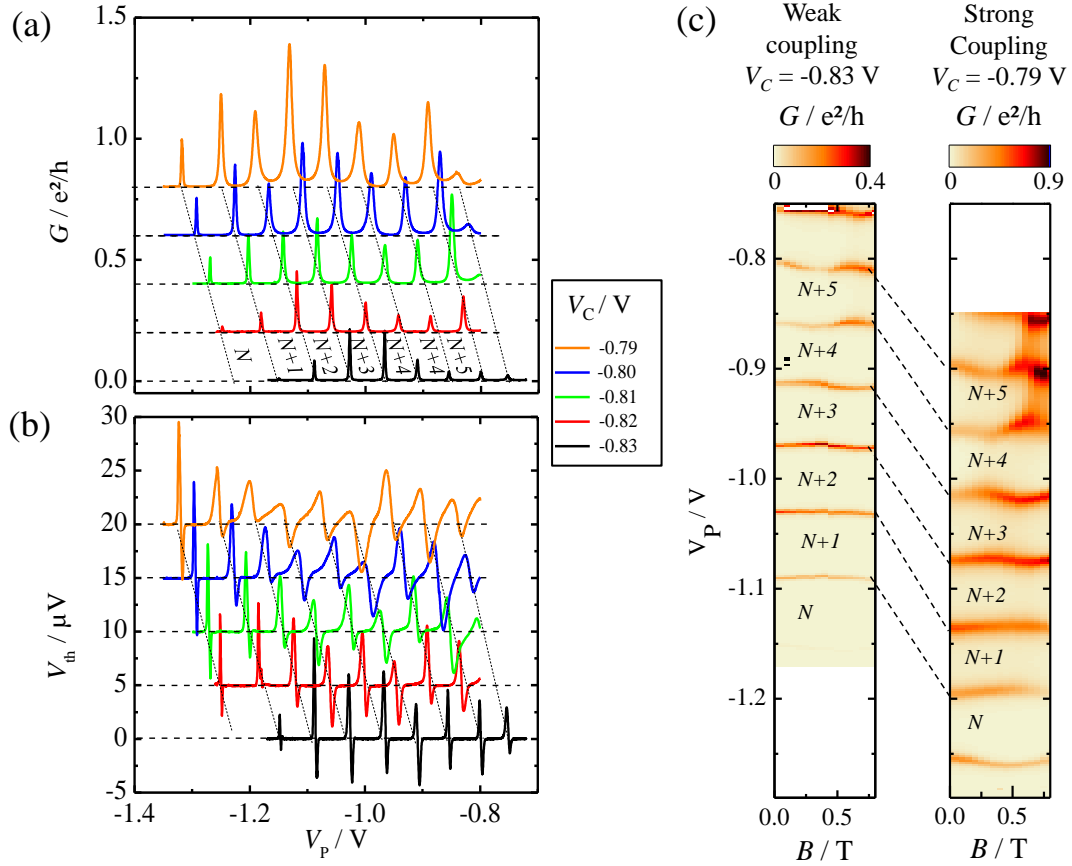 (a)
1.5
1.0
0.5
0.0
G / e²/h
N
N+1
N+2
N+3
N+4
N+4
N+5
(b)
30
25
20
15
10
5
0
-5
V_th / µV
-1.4
-1.2
-1.0
-0.8
V_P / V
V_C / V
-0.79
-0.80
-0.81
-0.82
-0.83
(c)
Weak
coupling
V_C = -0.83 V
G / e²/h
0
0.4
Strong
Coupling
V_C = -0.79 V
G / e²/h
0
0.9
V_P / V
-0.8
-0.9
-1.0
-1.1
-1.2
N+5
N+4
N+3
N+2
N+1
N
N+5
N+4
N+3
N+2
N+1
N
0.0
0.5
B / T
0.0
0.5
B / T